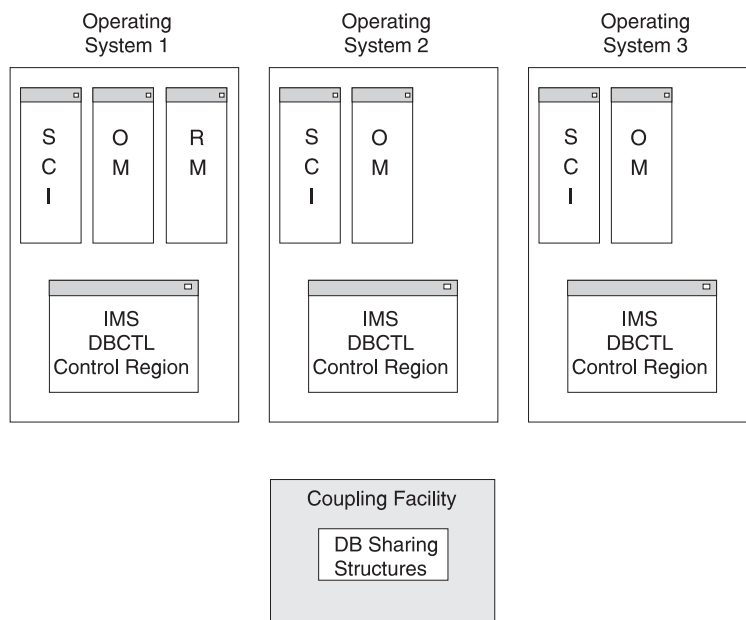 Operating
System 1
Operating
System 2
Operating
System 3
S
C
I
O
M
R
M
S
C
I
O
M
S
C
I
O
M
IMS
DBCTL
Control Region
IMS
DBCTL
Control Region
IMS
DBCTL
Control Region
Coupling Facility
DB Sharing
Structures